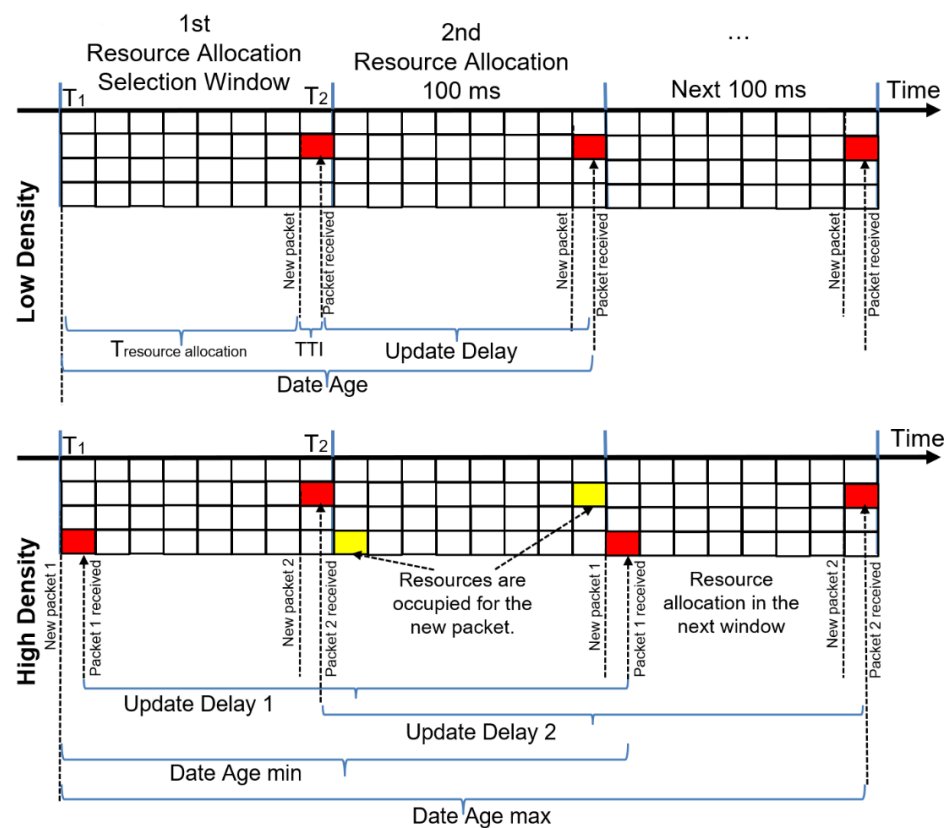 1st
Resource Allocation
Selection Window
2nd
Resource Allocation
100 ms
...
Next 100 ms
Time
T1
T2
Low Density
New packet
Packet received
New packet
Packet received
New packet
Packet received
Tresource allocation
TTI
Update Delay
Date Age
T1
T2
Time
High Density
New packet 1
Packet 1 received
New packet 2
Packet 2 received
Resources are
occupied for the
new packet.
New packet 1
Packet 1 received
Resource
allocation in the
next window
New packet 2
Packet 2 received
Update Delay 1
Update Delay 2
Date Age min
Date Age max